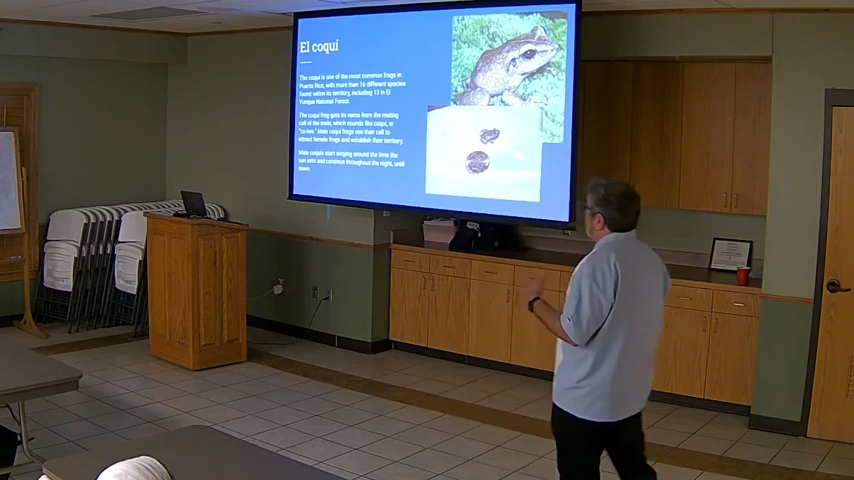 El coquí
The coquí is one of the most common frogs in
Puerto Rico, with more than 16 different species
found within its territory, including 13 in El
Yunque National Forest.
The coquí frog gets its name from the mating
call of the male, which sounds like coquí, or
"co-kee." Male coquí frogs use their call to
attract female frogs and establish their territory.
Male coquís start singing around the time the
sun sets and continue throughout the night, until
dawn.